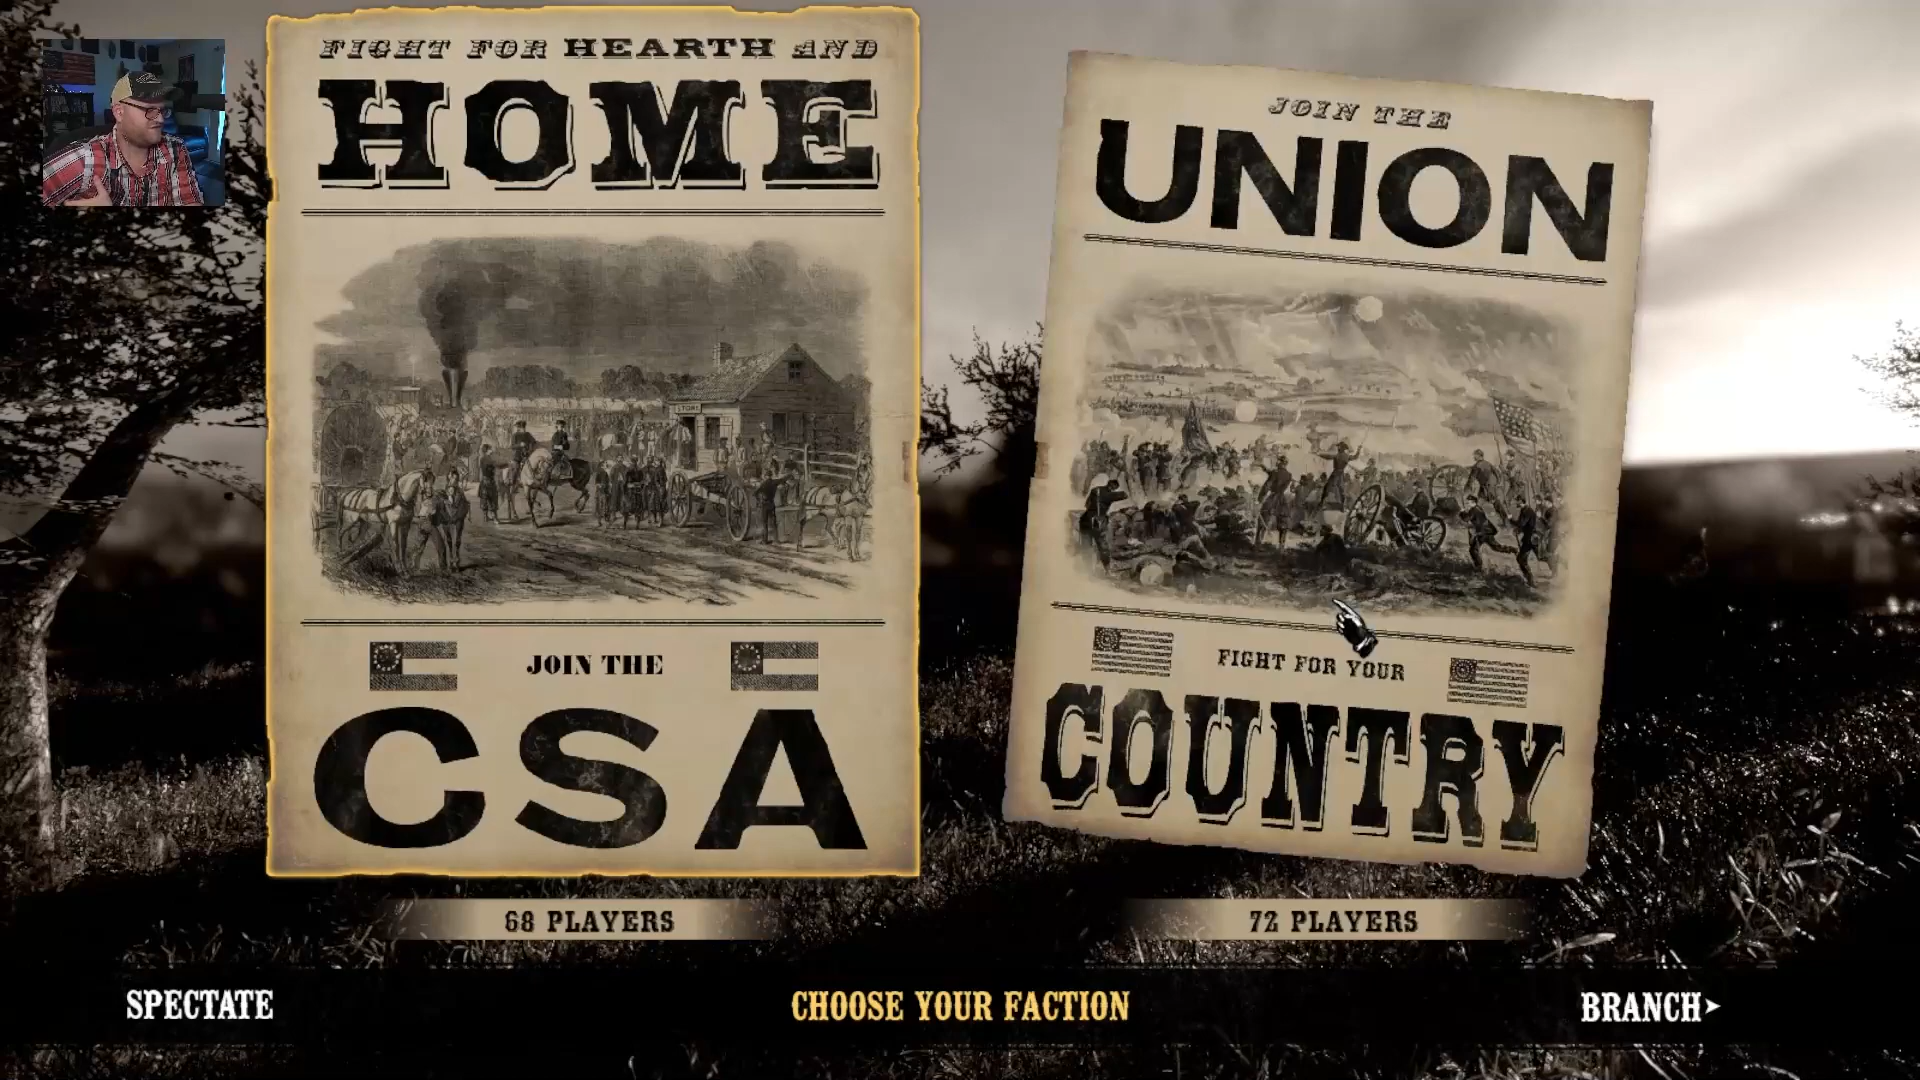 FIGHT FOR HEARTH AND
HOME
STORE
JOIN THE
CSA
68 PLAYERS
JOIN THE
UNION
FIGHT FOR YOUR
COUNTRY
72 PLAYERS
SPECTATE
CHOOSE YOUR FACTION
BRANCH